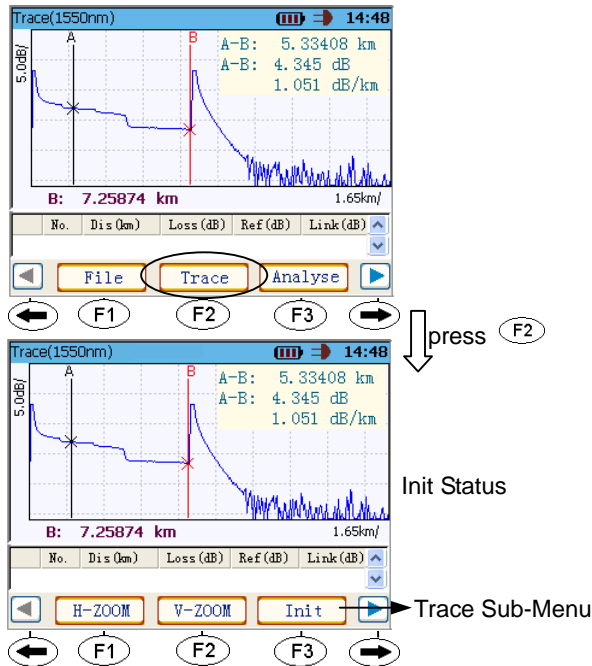 Trace(1550nm) 14:48
A B
5.0dB/
A-B: 5.33408 km
A-B: 4.345 dB
1.051 dB/km
B: 7.25874 km 1.65km/
No. Dis(km) Loss(dB) Ref(dB) Link(dB)
File Trace Analyse
F1 F2 F3
press F2
Trace(1550nm) 14:48
A B
5.0dB/
A-B: 5.33408 km
A-B: 4.345 dB
1.051 dB/km
Init Status
B: 7.25874 km 1.65km/
No. Dis(km) Loss(dB) Ref(dB) Link(dB)
H-ZOOM V-ZOOM Init Trace Sub-Menu
F1 F2 F3